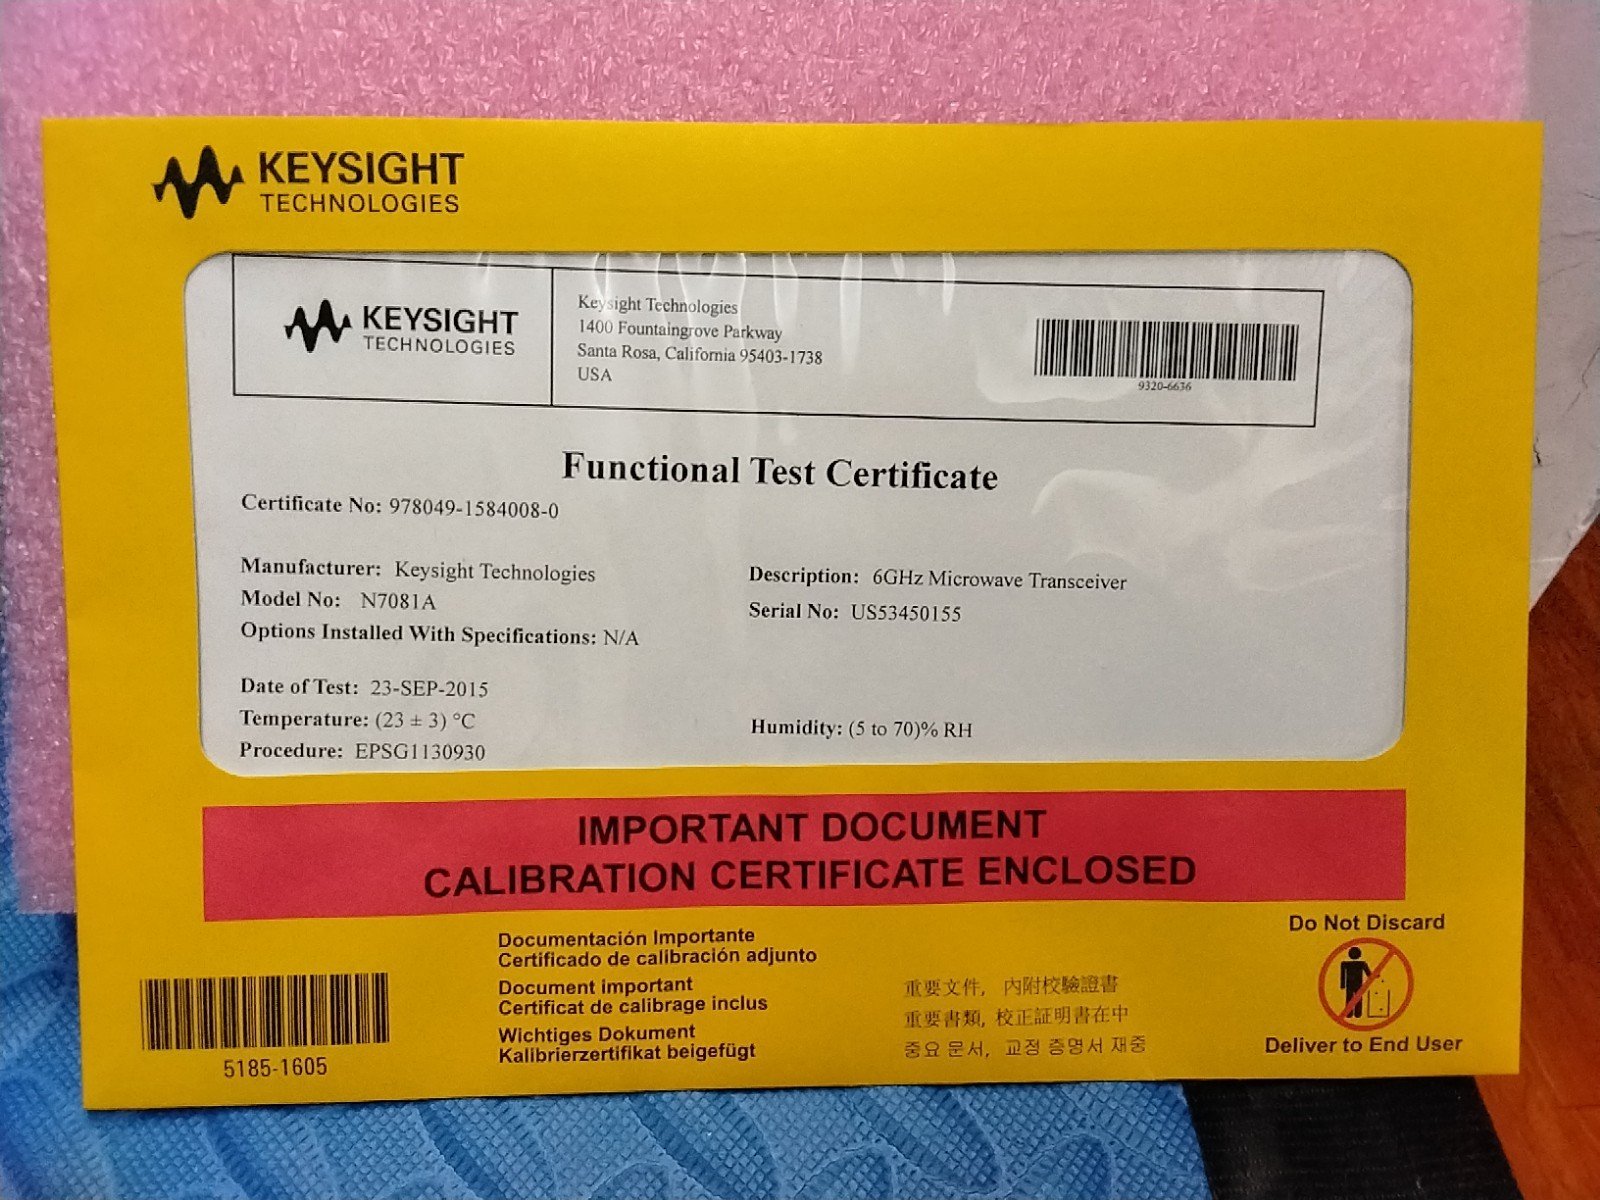 KEYSIGHT
TECHNOLOGIES
KEYSIGHT
TECHNOLOGIES
Keysight Technologies
1400 Fountaingrove Parkway
Santa Rosa, California 95403-1738
USA
9320-6636
Functional Test Certificate
Certificate No: 978049-1584008-0
Manufacturer: Keysight Technologies
Model No: N7081A
Options Installed With Specifications: N/A
Description: 6GHz Microwave Transceiver
Serial No: US53450155
Date of Test: 23-SEP-2015
Temperature: (23 ± 3) °C
Procedure: EPSG1130930
Humidity: (5 to 70)% RH
IMPORTANT DOCUMENT
CALIBRATION CERTIFICATE ENCLOSED
5185-1605
Documentación Importante
Certificado de calibración adjunto
Document important
Certificat de calibrage inclus
Wichtiges Dokument
Kalibrierzertifikat beigefügt
重要文件, 內附校驗證書
重要書類, 校正証明書在中
중요 문서, 교정 증명서 재중
Do Not Discard
Deliver to End User